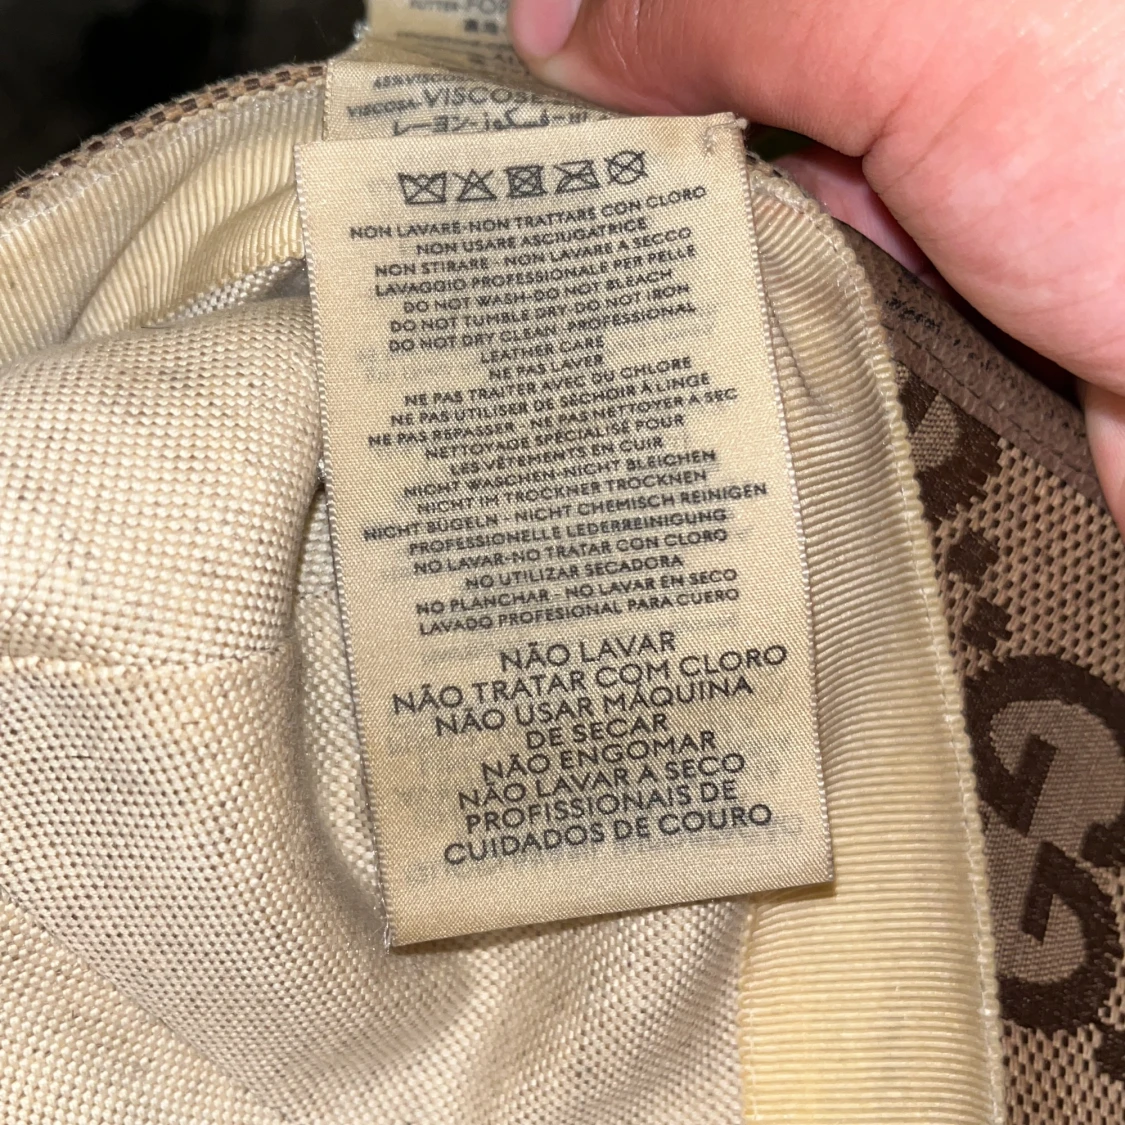 65% VISCOSA
VISCOSA-VISCOSE
NON LAVARE-NON TRATTARE CON CLORO
NON USARE ASCIUGATRICE
NON STIRARE - NON LAVARE A SECCO
LAVAGGIO PROFESSIONALE PER PELLE
DO NOT WASH-DO NOT BLEACH
DO NOT TUMBLE DRY-DO NOT IRON
DO NOT DRY CLEAN - PROFESSIONAL
LEATHER CARE
NE PAS LAVER
NE PAS TRAITER AVEC DU CHLORE
NE PAS UTILISER DE SÉCHOIR À LINGE
NE PAS REPASSER - NE PAS NETTOYER A SEC
NETTOYAGE SPÉCIALISÉ POUR
LES VÊTEMENTS EN CUIR
NICHT WASCHEN-NICHT BLEICHEN
NICHT IM TROCKNER TROCKNEN
NICHT BÜGELN - NICHT CHEMISCH REINIGEN
PROFESSIONELLE LEDERREINIGUNG
NO LAVAR-NO TRATAR CON CLORO
NO UTILIZAR SECADORA
NO PLANCHAR - NO LAVAR EN SECO
LAVADO PROFESIONAL PARA CUERO
NÃO LAVAR
NÃO TRATAR COM CLORO
NÃO USAR MÁQUINA
DE SECAR
NÃO ENGOMAR
NÃO LAVAR A SECO
PROFISSIONAIS DE
CUIDADOS DE COURO